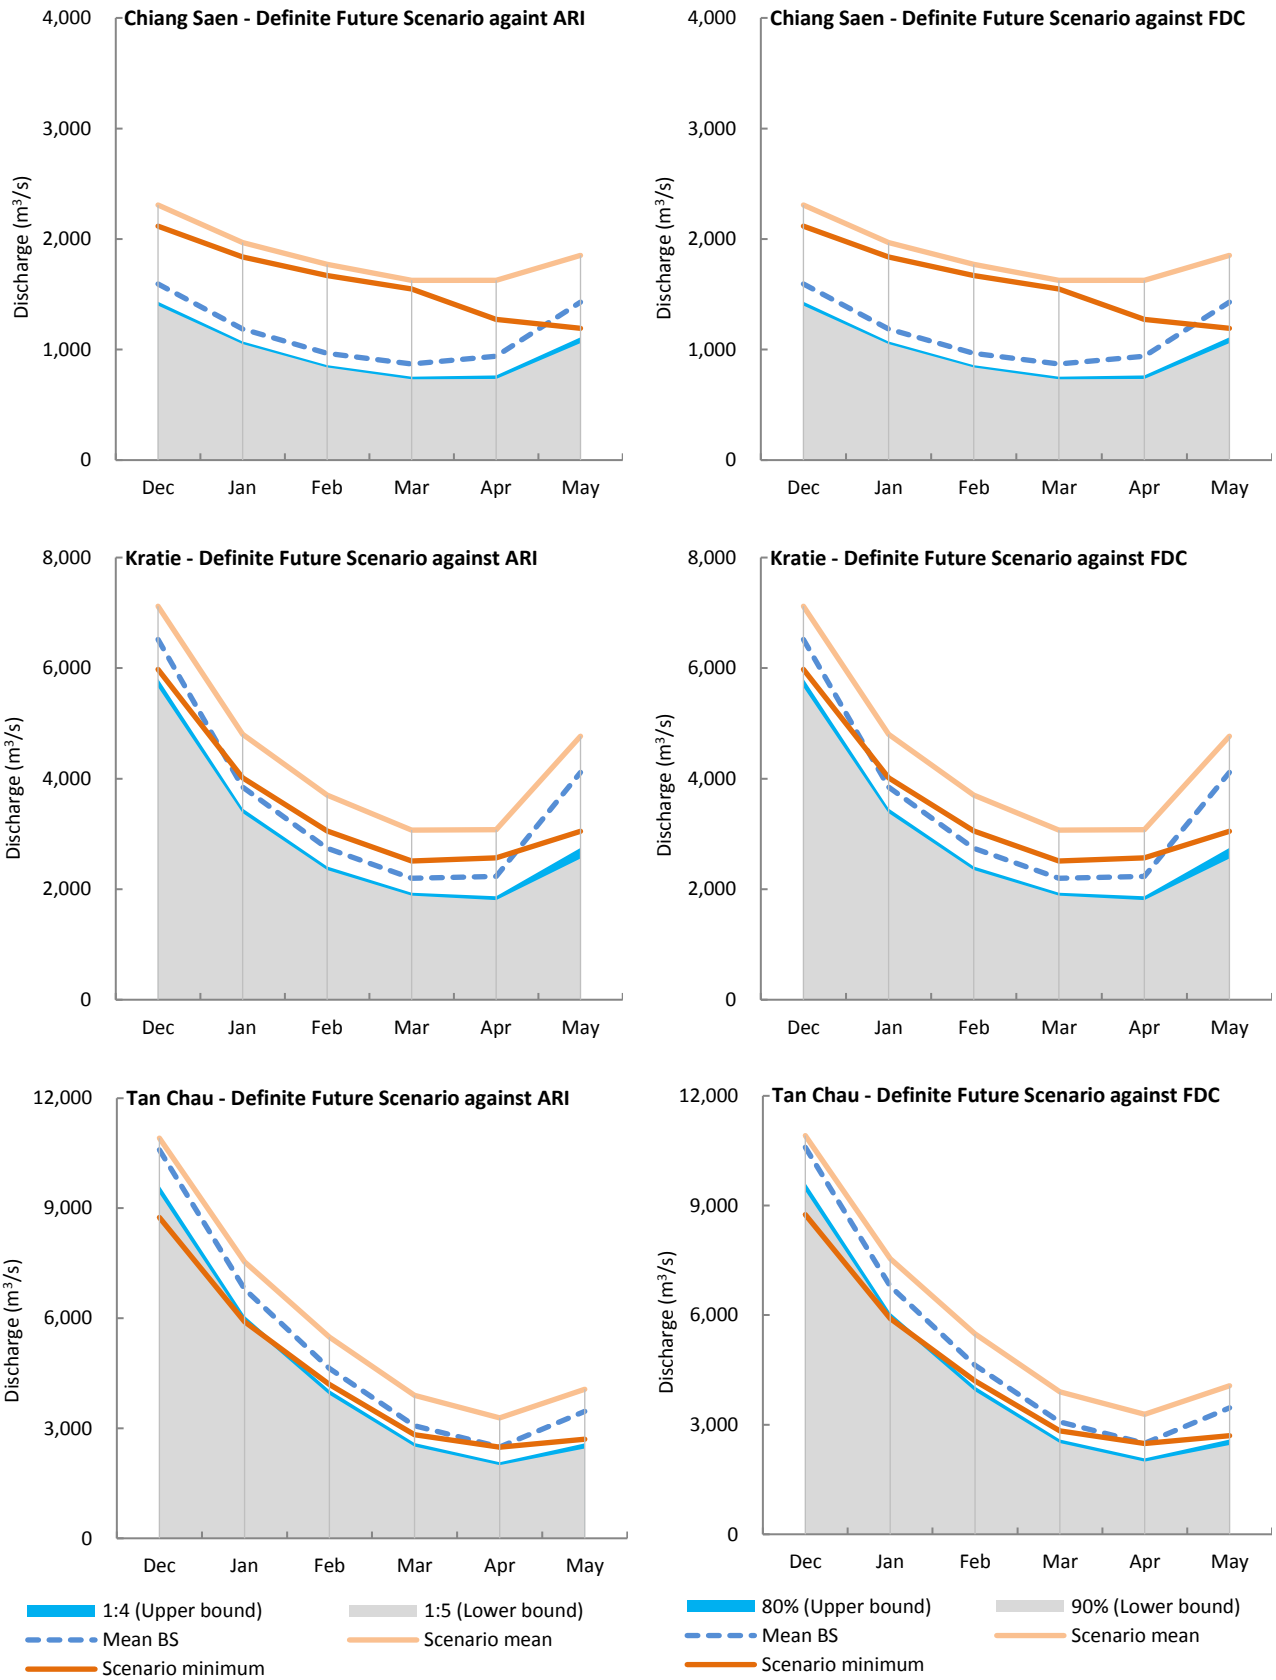 Chiang Saen - Definite Future Scenario againt ARI
4,000
3,000
2,000
1,000
0
Discharge (m³/s)
Dec Jan Feb Mar Apr May
Chiang Saen - Definite Future Scenario against FDC
4,000
3,000
2,000
1,000
0
Discharge (m³/s)
Dec Jan Feb Mar Apr May
Kratie - Definite Future Scenario against ARI
8,000
6,000
4,000
2,000
0
Discharge (m³/s)
Dec Jan Feb Mar Apr May
Kratie - Definite Future Scenario against FDC
8,000
6,000
4,000
2,000
0
Discharge (m³/s)
Dec Jan Feb Mar Apr May
Tan Chau - Definite Future Scenario against ARI
12,000
9,000
6,000
3,000
0
Discharge (m³/s)
Dec Jan Feb Mar Apr May
Tan Chau - Definite Future Scenario against FDC
12,000
9,000
6,000
3,000
0
Discharge (m³/s)
Dec Jan Feb Mar Apr May
1:4 (Upper bound) 1:5 (Lower bound)
Mean BS Scenario mean
Scenario minimum
80% (Upper bound) 90% (Lower bound)
Mean BS Scenario mean
Scenario minimum